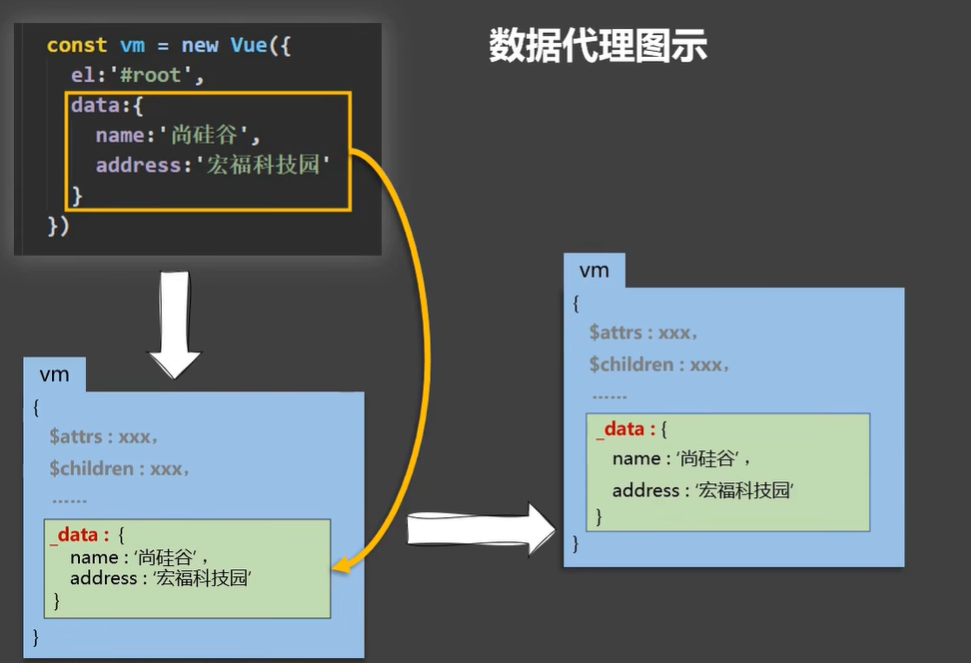 数据代理图示
const vm = new Vue({
el:'#root',
data:{
name:'尚硅谷',
address:'宏福科技园'
}
})
vm
{
$attrs : xxx，
$children : xxx，
……
_data : {
name : ‘尚硅谷’，
address : ‘宏福科技园’
}
}
vm
{
$attrs : xxx，
$children : xxx，
……
_data : {
name : ‘尚硅谷’，
address : ‘宏福科技园’
}
}